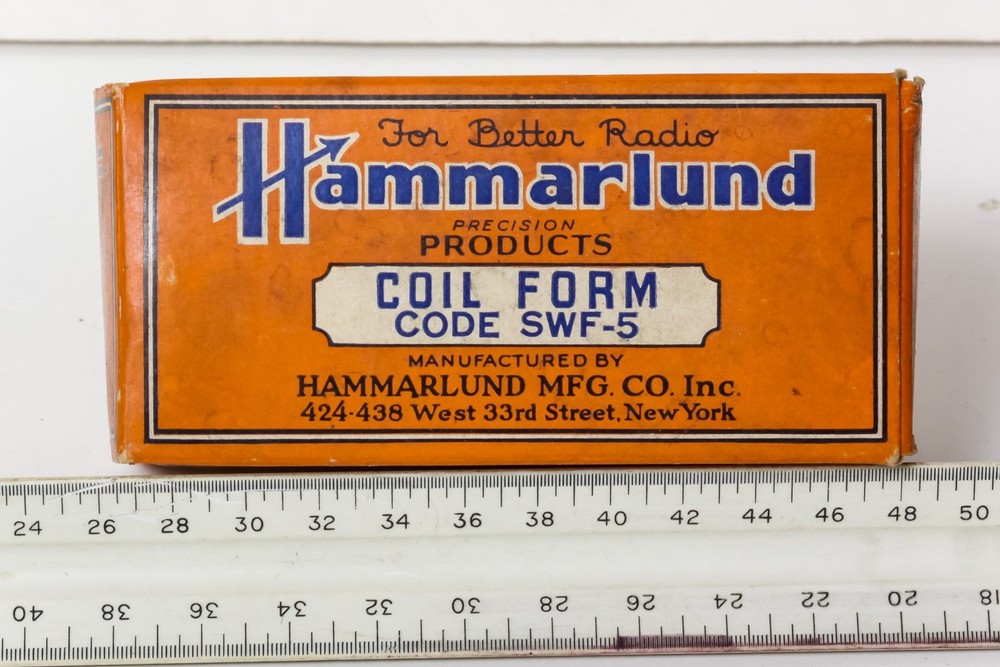 For Better Radio
Hammarlund
PRECISION
PRODUCTS
COIL FORM
CODE SWF-5
MANUFACTURED BY
HAMMARLUND MFG. CO. Inc.
424-438 West 33rd Street, New York
24 26 28 30 32 34 36 38 40 42 44 46 48 50
40 38 36 34 32 30 28 26 24 22 20 18